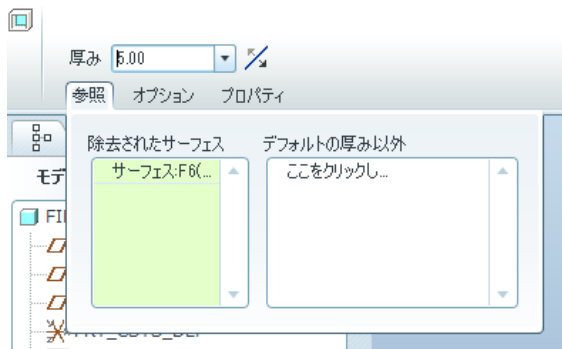 厚み 5.00
参照 オプション プロパティ
除去されたサーフェス デフォルトの厚み以外
サーフェス:F6(... ここをクリックし...
モデ
FI